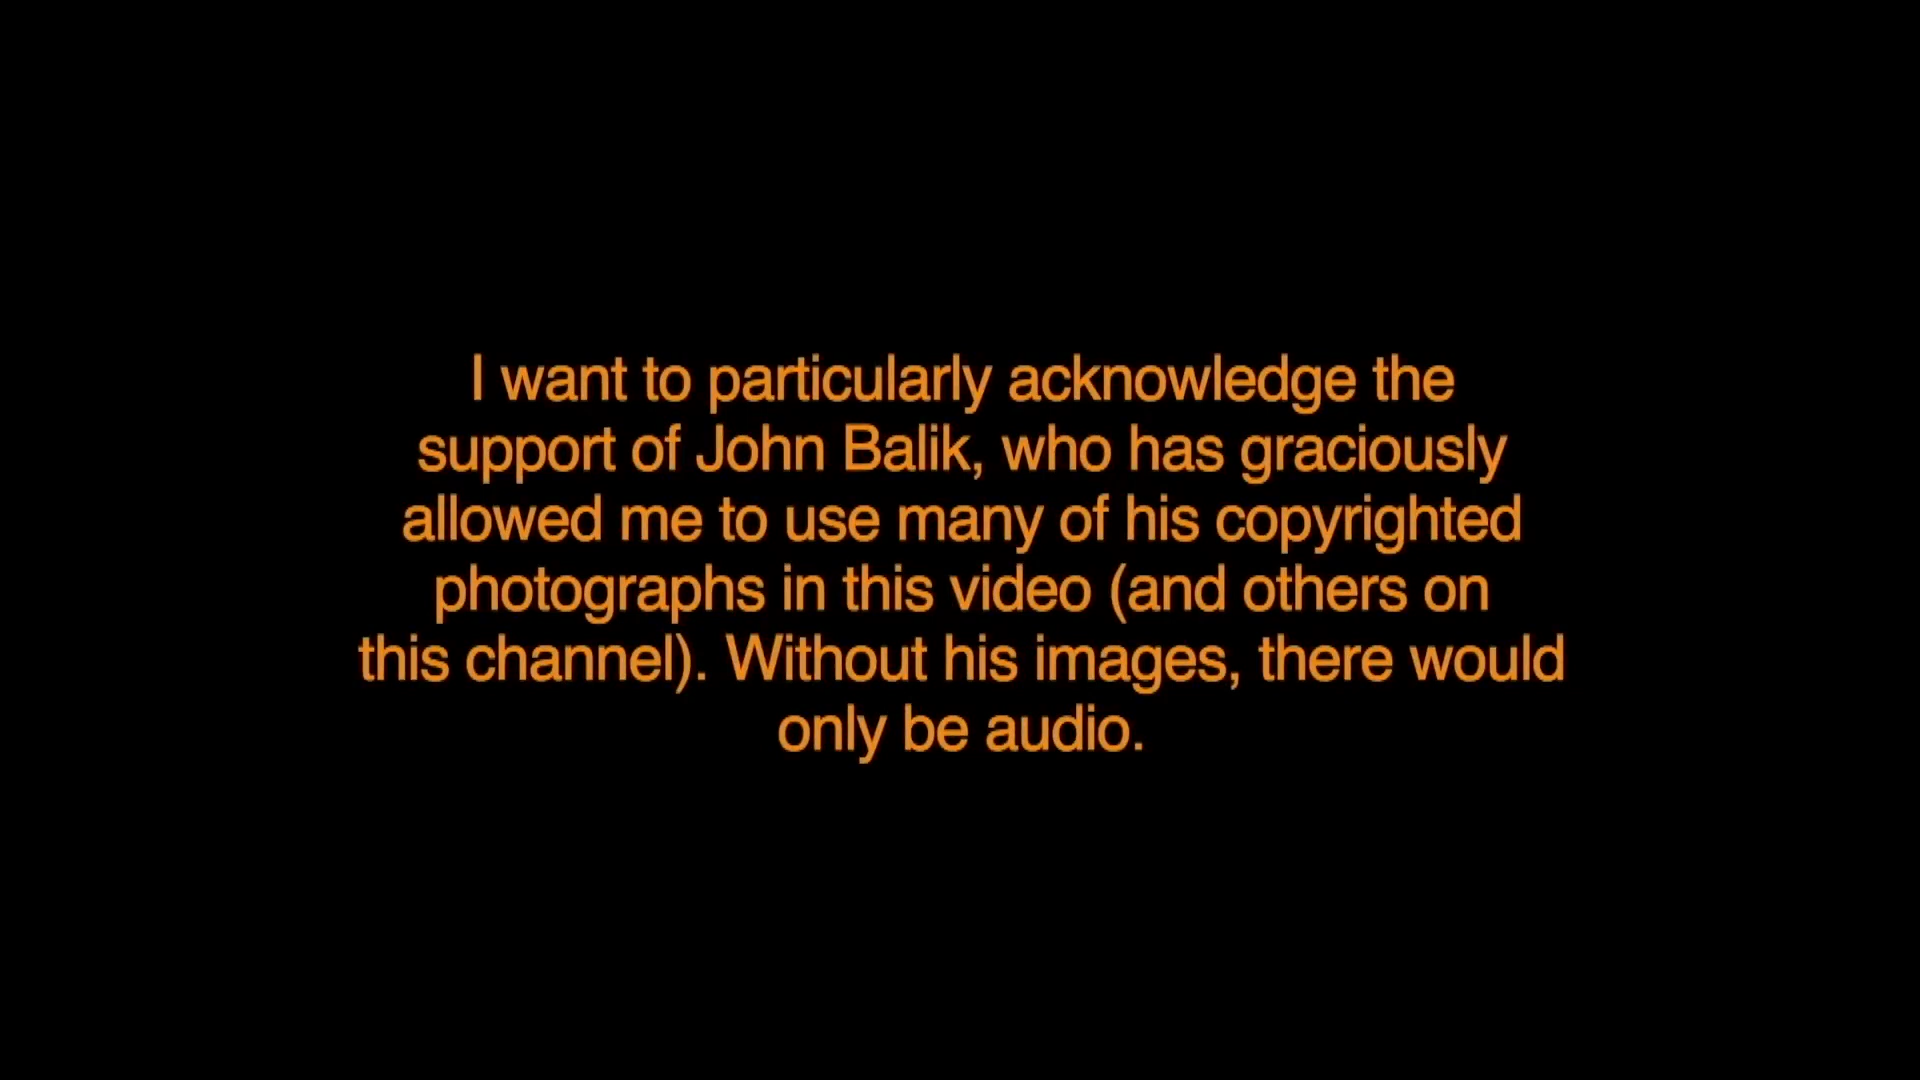 I want to particularly acknowledge the
support of John Balik, who has graciously
allowed me to use many of his copyrighted
photographs in this video (and others on
this channel). Without his images, there would
only be audio.